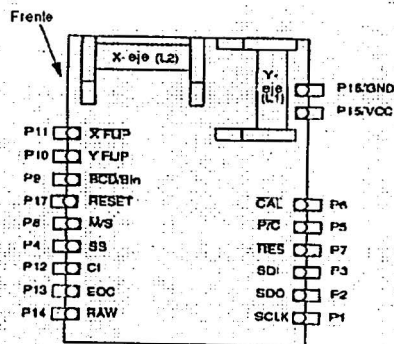 Frente
X-eje (L2)
Y-
eje
(L1)
P16/GND
P15/VCC
P11 XFLIP
P10 YFLIP
P9 BCD/Bin
P17 RESET
P8 M/S
P4 SS
P12 CI
P13 EOC
P14 RAW
CAL P6
P/C P5
RES P7
SDI P3
SDO P2
SCLK P1